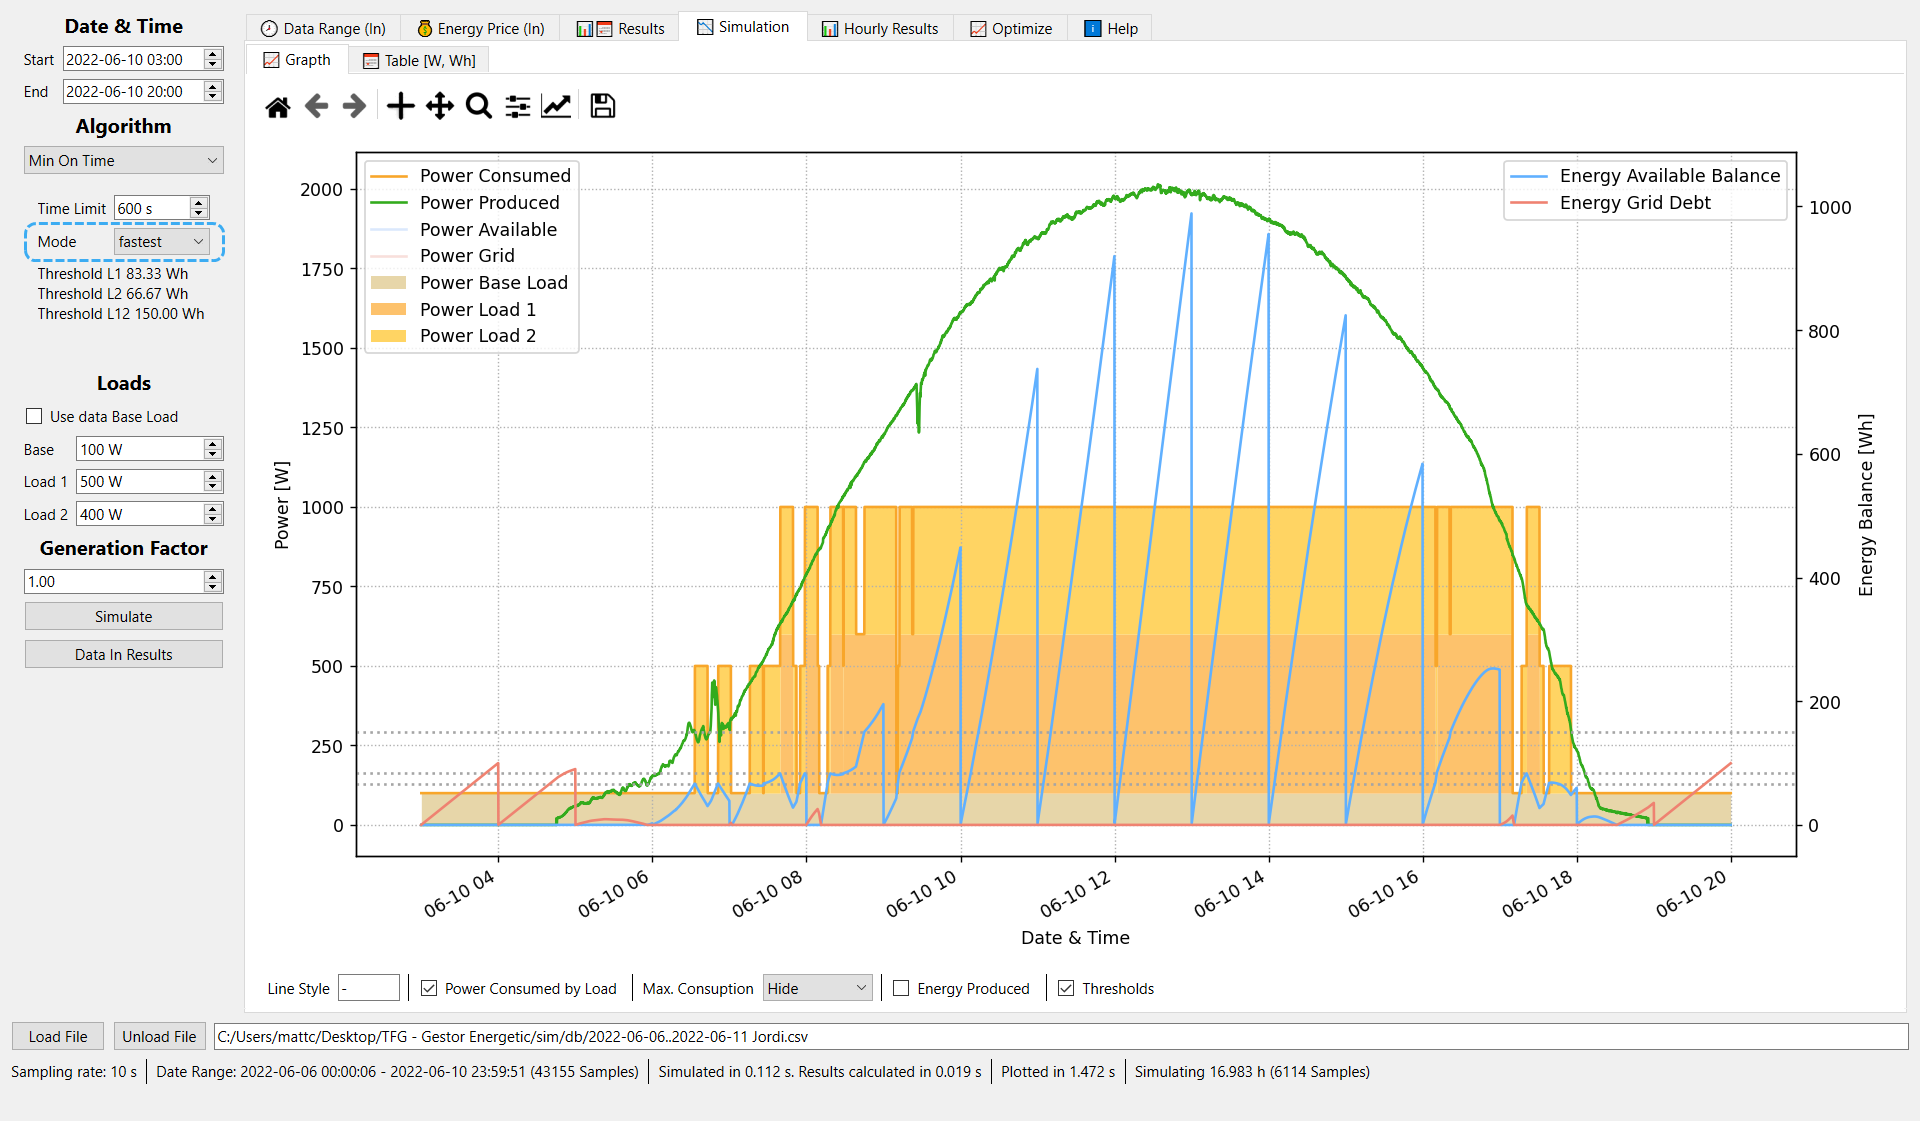 Date & Time
Start 2022-06-10 03:00
End 2022-06-10 20:00
Algorithm
Min On Time
Time Limit 600 s
Mode fastest
Threshold L1 83.33 Wh
Threshold L2 66.67 Wh
Threshold L12 150.00 Wh
Loads
Use data Base Load
Base 100 W
Load 1 500 W
Load 2 400 W
Generation Factor
1.00
Simulate
Data In Results
Data Range (In) Energy Price (In) Results Simulation Hourly Results Optimize Help
Graph Table [W, Wh]
Power Consumed
Power Produced
Power Available
Power Grid
Power Base Load
Power Load 1
Power Load 2
Energy Available Balance
Energy Grid Debt
Power [W]
2000
1750
1500
1250
1000
750
500
250
0
1000
800
600
400
200
0
Energy Balance [Wh]
06-10 04 06-10 06 06-10 08 06-10 10 06-10 12 06-10 14 06-10 16 06-10 18 06-10 20
Date & Time
Line Style - Power Consumed by Load Max. Consuption Hide Energy Produced Thresholds
Load File Unload File C:/Users/mattc/Desktop/TFG - Gestor Energetic/sim/db/2022-06-06..2022-06-11 Jordi.csv
Sampling rate: 10 s Date Range: 2022-06-06 00:00:06 - 2022-06-10 23:59:51 (43155 Samples) Simulated in 0.112 s. Results calculated in 0.019 s Plotted in 1.472 s Simulating 16.983 h (6114 Samples)